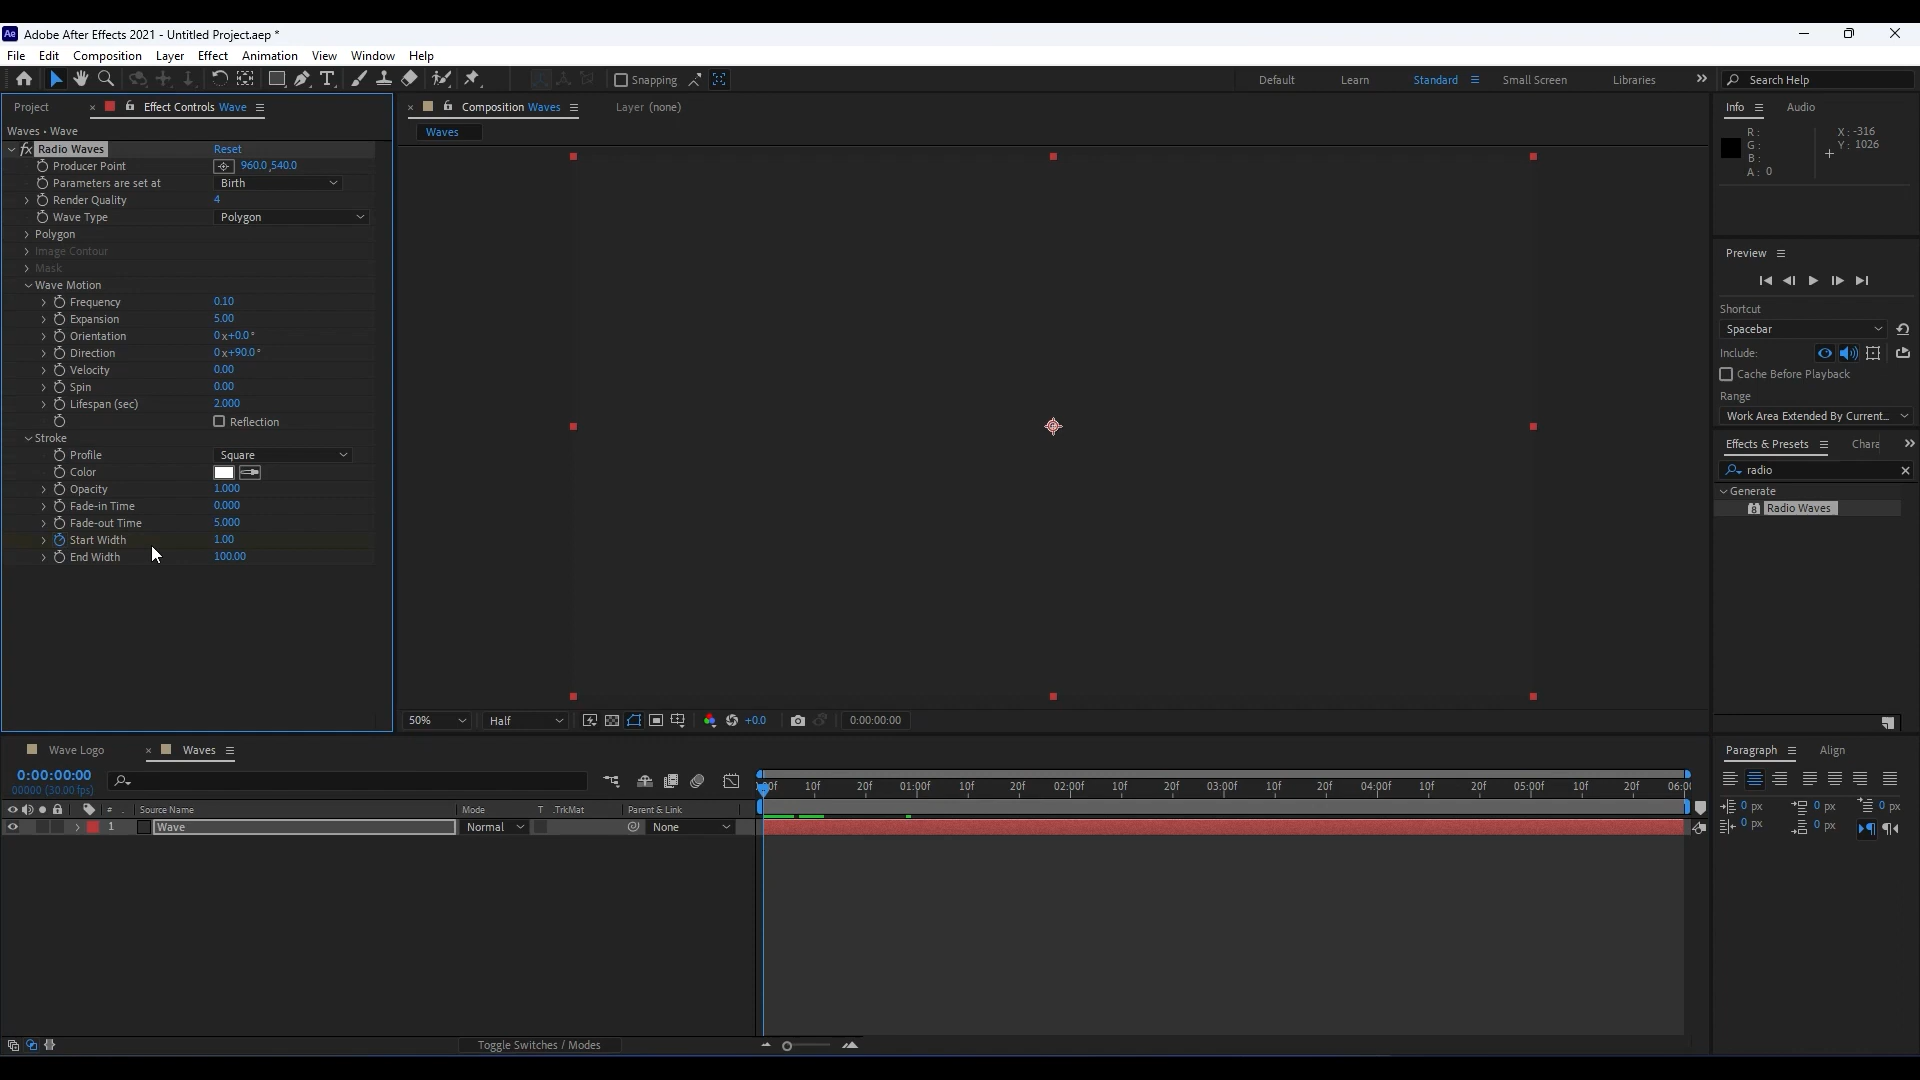 Ae Adobe After Effects 2021 - Untitled Project.aep *
File Edit Composition Layer Effect Animation View Window Help
Snapping Default Learn Standard Small Screen Libraries Search Help
Project Effect Controls Wave
Waves • Wave
fx Radio Waves Reset
Producer Point 960.0,540.0
Parameters are set at Birth
Render Quality 4
Wave Type Polygon
Polygon
Image Contour
Mask
Wave Motion
Frequency 0.10
Expansion 5.00
Orientation 0x+0.0°
Direction 0x+90.0°
Velocity 0.00
Spin 0.00
Lifespan (sec) 2.000
Reflection
Stroke
Profile Square
Color
Opacity 1.000
Fade-in Time 0.000
Fade-out Time 5.000
Start Width 1.00
End Width 100.00
Composition Waves Layer (none)
Waves
50% Half +0.0 0:00:00:00
Info Audio
R:
G:
B:
A: 0
X: -316
Y: 1026
Preview
Shortcut
Spacebar
Include:
Cache Before Playback
Range
Work Area Extended By Current...
Effects & Presets Chara
radio
Generate
Radio Waves
Wave Logo Waves
0:00:00:00
00000 (30.00 fps)
# Source Name Mode T .TrkMat Parent & Link
1 Wave Normal None
10f 20f 01:00f 10f 20f 02:00f 10f 20f 03:00f 10f 20f 04:00f 10f 20f 05:00f 10f 20f
Toggle Switches / Modes
Paragraph Align
0 px 0 px 0 px
0 px 0 px